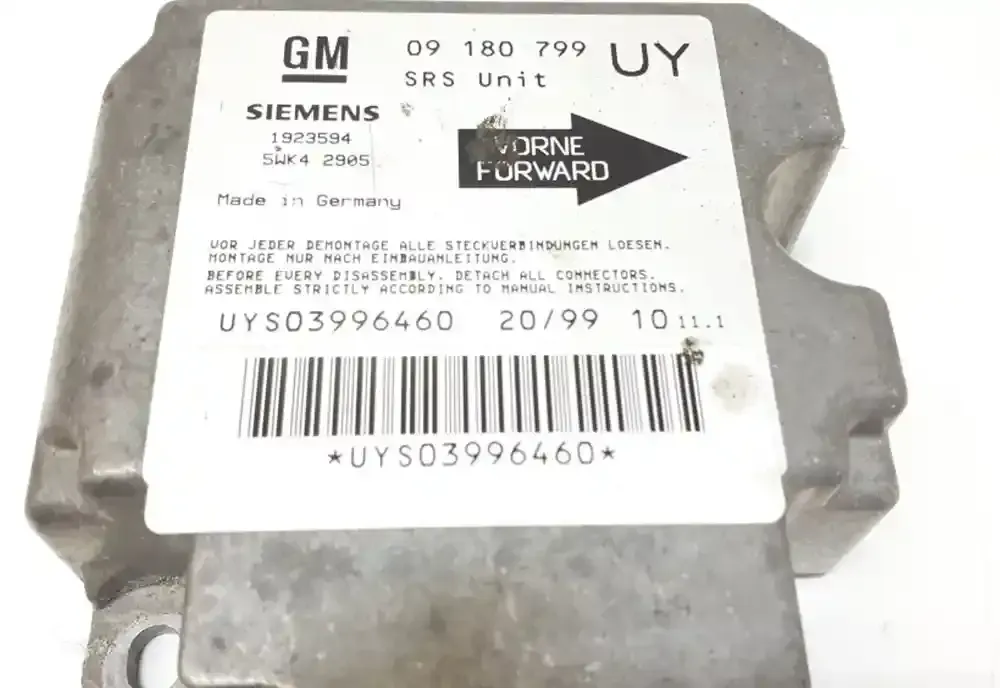 GM
09 180 799
UY
SRS Unit
SIEMENS
1923594
5WK4 2905
VORNE
FORWARD
Made in Germany
VOR JEDER DEMONTAGE ALLE STECKVERBINDUNGEN LOESEN.
MONTAGE NUR NACH EINBAUANLEITUNG.
BEFORE EVERY DISASSEMBLY. DETACH ALL CONNECTORS.
ASSEMBLE STRICTLY ACCORDING TO MANUAL INSTRUCTIONS.
UYS03996460 20/99 10 11.1
*UYS03996460*